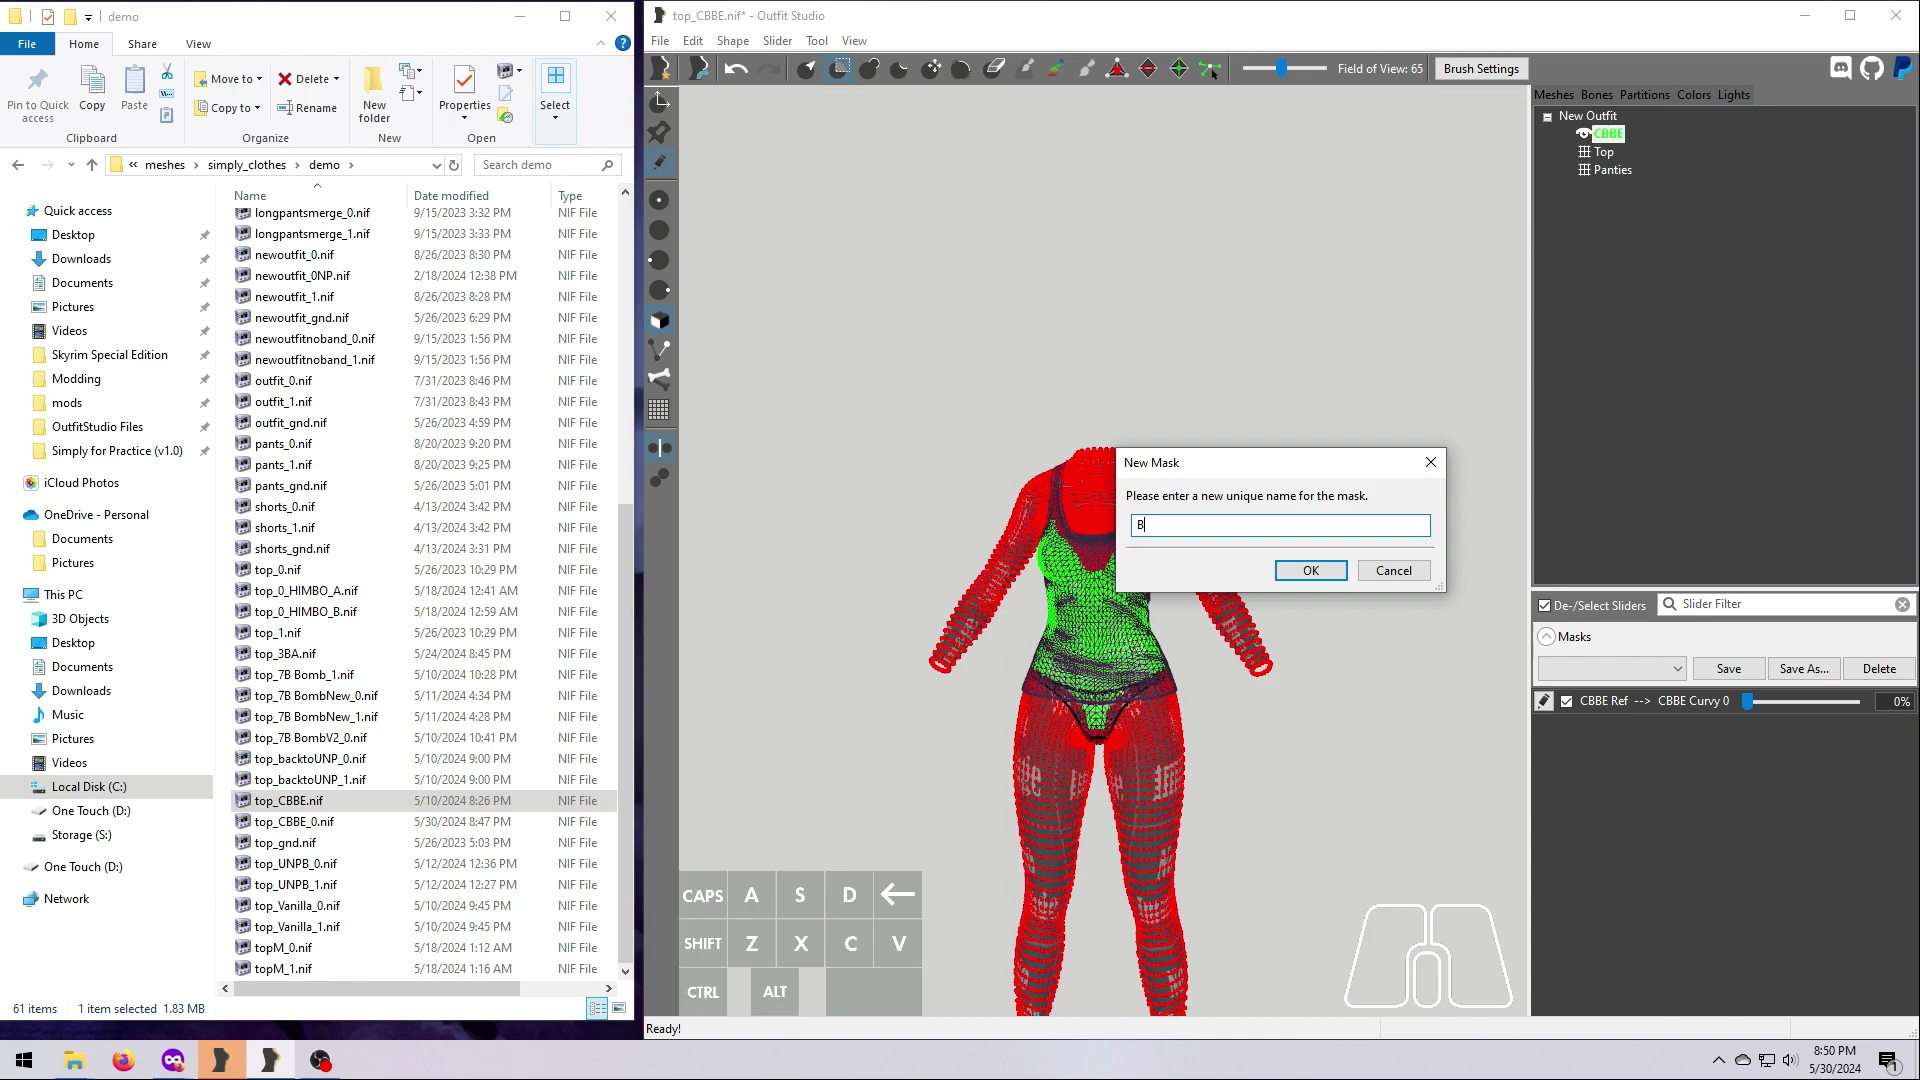 demo
top_CBBE.nif* - Outfit Studio
File
Home
Share
View
File Edit Shape Slider Tool View
Pin to Quick access
Copy
Paste
Move to
Copy to
Delete
Rename
New folder
Properties
Select
Clipboard
Organize
New
Open
Field of View: 65
Brush Settings
« meshes › simply_clothes › demo ›
Search demo
Name
Date modified
Type
Quick access
Desktop
Downloads
Documents
Pictures
Videos
Skyrim Special Edition
Modding
mods
OutfitStudio Files
Simply for Practice (v1.0)
iCloud Photos
OneDrive - Personal
Documents
Pictures
This PC
3D Objects
Desktop
Documents
Downloads
Music
Pictures
Videos
Local Disk (C:)
One Touch (D:)
Storage (S:)
One Touch (D:)
Network
longpantsmerge_0.nif 9/15/2023 3:32 PM NIF File
longpantsmerge_1.nif 9/15/2023 3:33 PM NIF File
newoutfit_0.nif 8/26/2023 8:30 PM NIF File
newoutfit_0NP.nif 2/18/2024 12:38 PM NIF File
newoutfit_1.nif 8/26/2023 8:28 PM NIF File
newoutfit_gnd.nif 5/26/2023 6:29 PM NIF File
newoutfitnoband_0.nif 9/15/2023 1:56 PM NIF File
newoutfitnoband_1.nif 9/15/2023 1:56 PM NIF File
outfit_0.nif 7/31/2023 8:46 PM NIF File
outfit_1.nif 7/31/2023 8:43 PM NIF File
outfit_gnd.nif 5/26/2023 4:59 PM NIF File
pants_0.nif 8/20/2023 9:20 PM NIF File
pants_1.nif 8/20/2023 9:25 PM NIF File
pants_gnd.nif 5/26/2023 5:01 PM NIF File
shorts_0.nif 4/13/2024 3:42 PM NIF File
shorts_1.nif 4/13/2024 3:42 PM NIF File
shorts_gnd.nif 4/13/2024 3:31 PM NIF File
top_0.nif 5/26/2023 10:29 PM NIF File
top_0_HIMBO_A.nif 5/18/2024 12:41 AM NIF File
top_0_HIMBO_B.nif 5/18/2024 12:59 AM NIF File
top_1.nif 5/26/2023 10:29 PM NIF File
top_3BA.nif 5/24/2024 8:45 PM NIF File
top_7B Bomb_1.nif 5/10/2024 10:28 PM NIF File
top_7B BombNew_0.nif 5/11/2024 4:34 PM NIF File
top_7B BombNew_1.nif 5/11/2024 4:28 PM NIF File
top_7B BombV2_0.nif 5/10/2024 10:41 PM NIF File
top_backtoUNP_0.nif 5/10/2024 9:00 PM NIF File
top_backtoUNP_1.nif 5/10/2024 9:00 PM NIF File
top_CBBE.nif 5/10/2024 8:26 PM NIF File
top_CBBE_0.nif 5/30/2024 8:47 PM NIF File
top_gnd.nif 5/26/2023 5:03 PM NIF File
top_UNPB_0.nif 5/12/2024 12:36 PM NIF File
top_UNPB_1.nif 5/12/2024 12:27 PM NIF File
top_Vanilla_0.nif 5/10/2024 9:45 PM NIF File
top_Vanilla_1.nif 5/10/2024 9:45 PM NIF File
topM_0.nif 5/18/2024 1:12 AM NIF File
topM_1.nif 5/18/2024 1:16 AM NIF File
61 items
1 item selected 1.83 MB
New Mask
Please enter a new unique name for the mask.
B
OK
Cancel
CAPS A S D
SHIFT Z X C V
CTRL ALT
Ready!
Meshes Bones Partitions Colors Lights
New Outfit
CBBE
Top
Panties
De-/Select Sliders
Slider Filter
Masks
Save
Save As...
Delete
CBBE Ref --> CBBE Curvy 0
0%
8:50 PM
5/30/2024
1